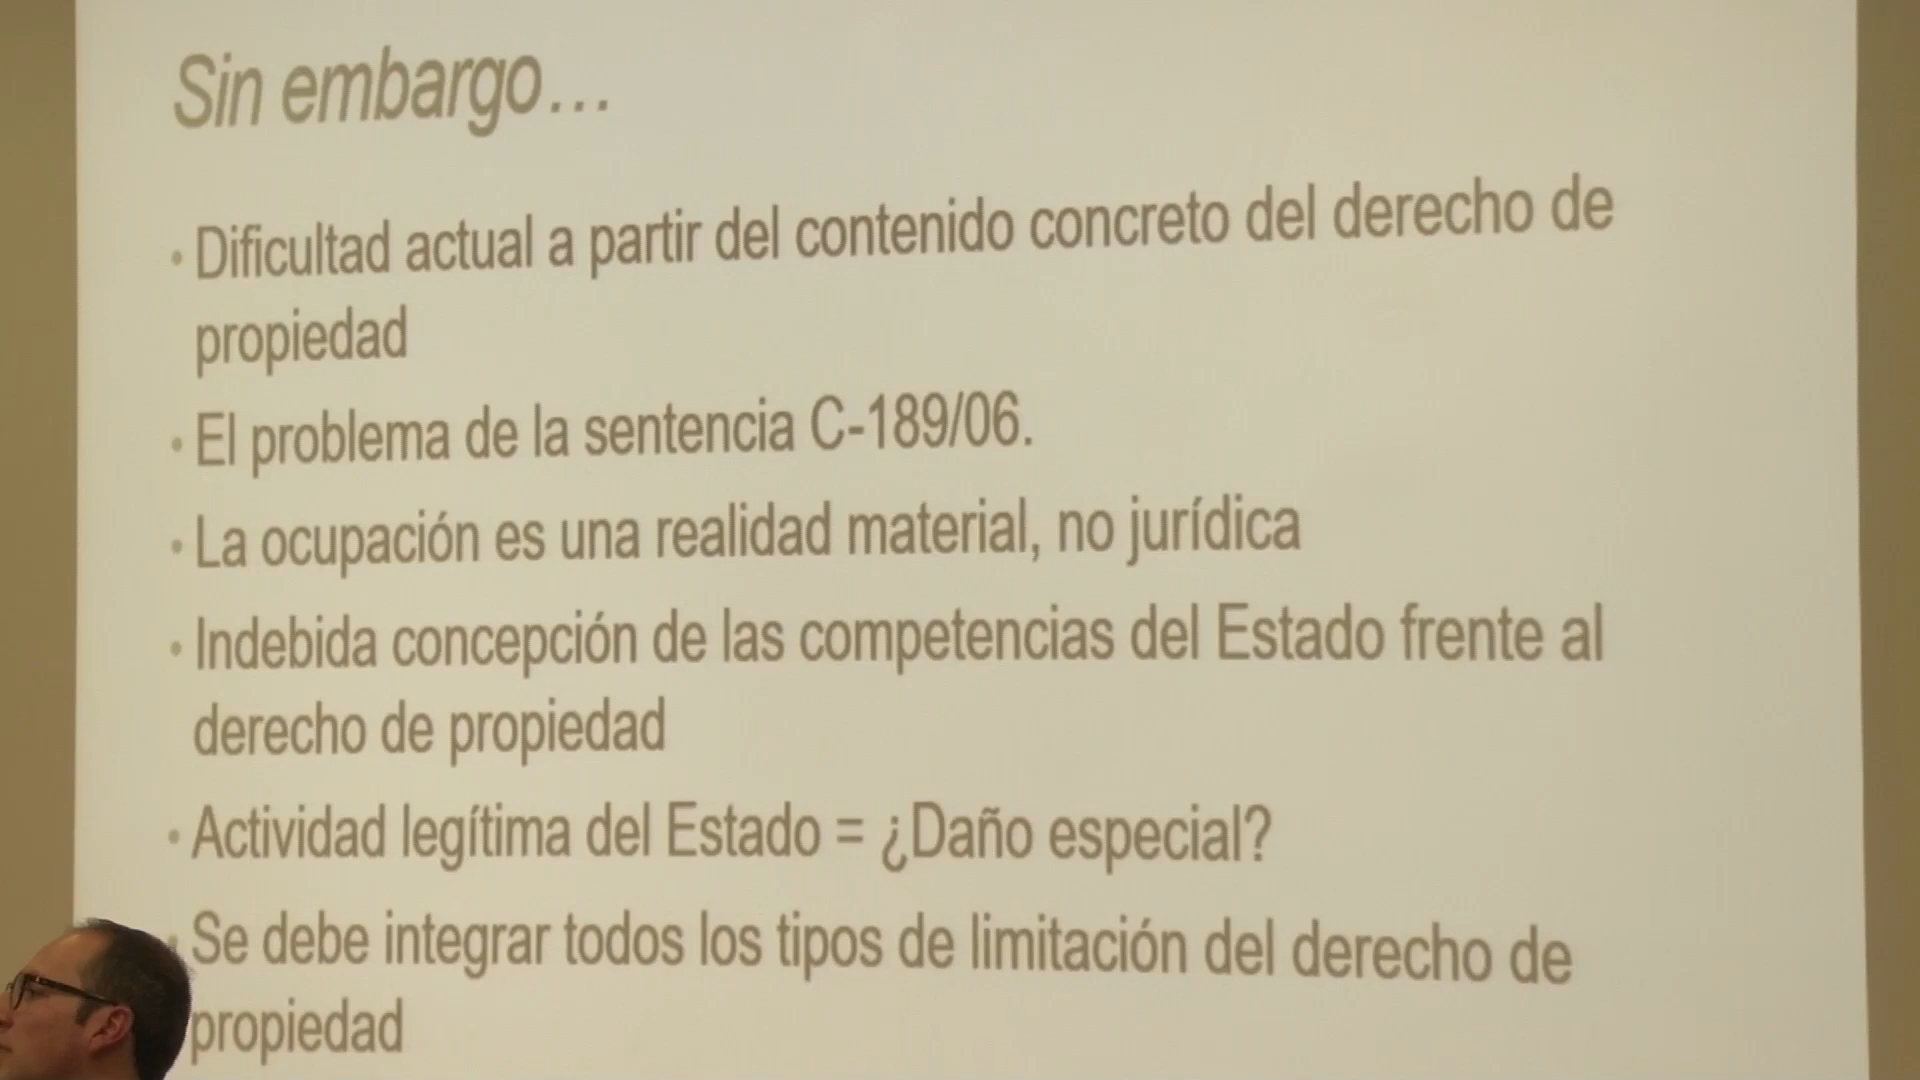 Sin embargo...
• Dificultad actual a partir del contenido concreto del derecho de
propiedad
• El problema de la sentencia C-189/06.
• La ocupación es una realidad material, no jurídica
• Indebida concepción de las competencias del Estado frente al
derecho de propiedad
• Actividad legítima del Estado = ¿Daño especial?
• Se debe integrar todos los tipos de limitación del derecho de
propiedad